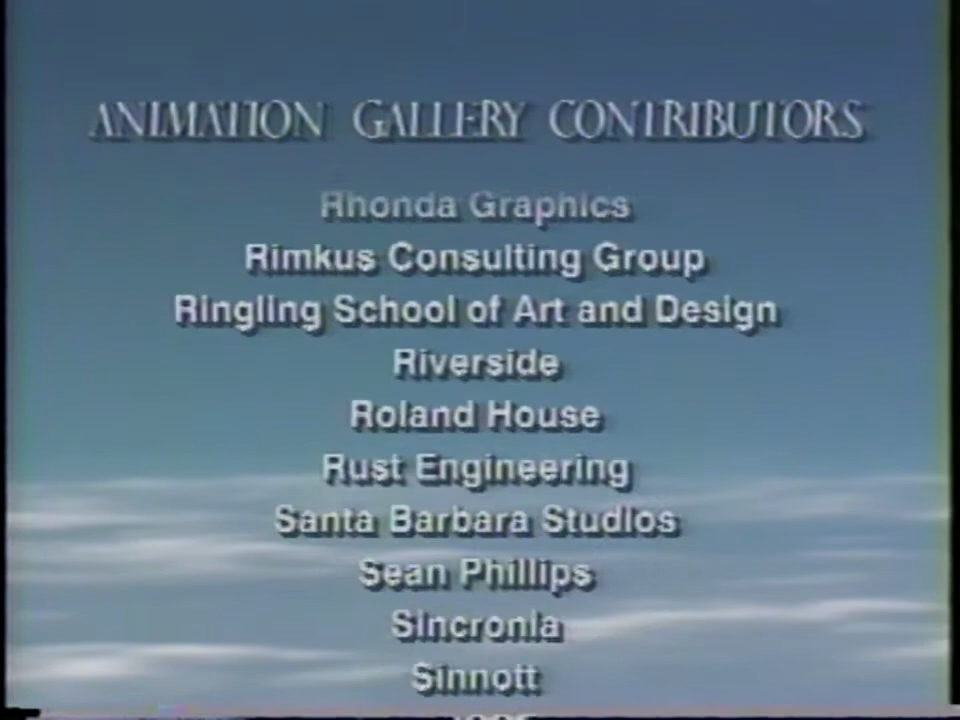 ANIMATION GALLERY CONTRIBUTORS
Rhonda Graphics
Rimkus Consulting Group
Ringling School of Art and Design
Riverside
Roland House
Rust Engineering
Santa Barbara Studios
Sean Phillips
Sincronia
Sinnott